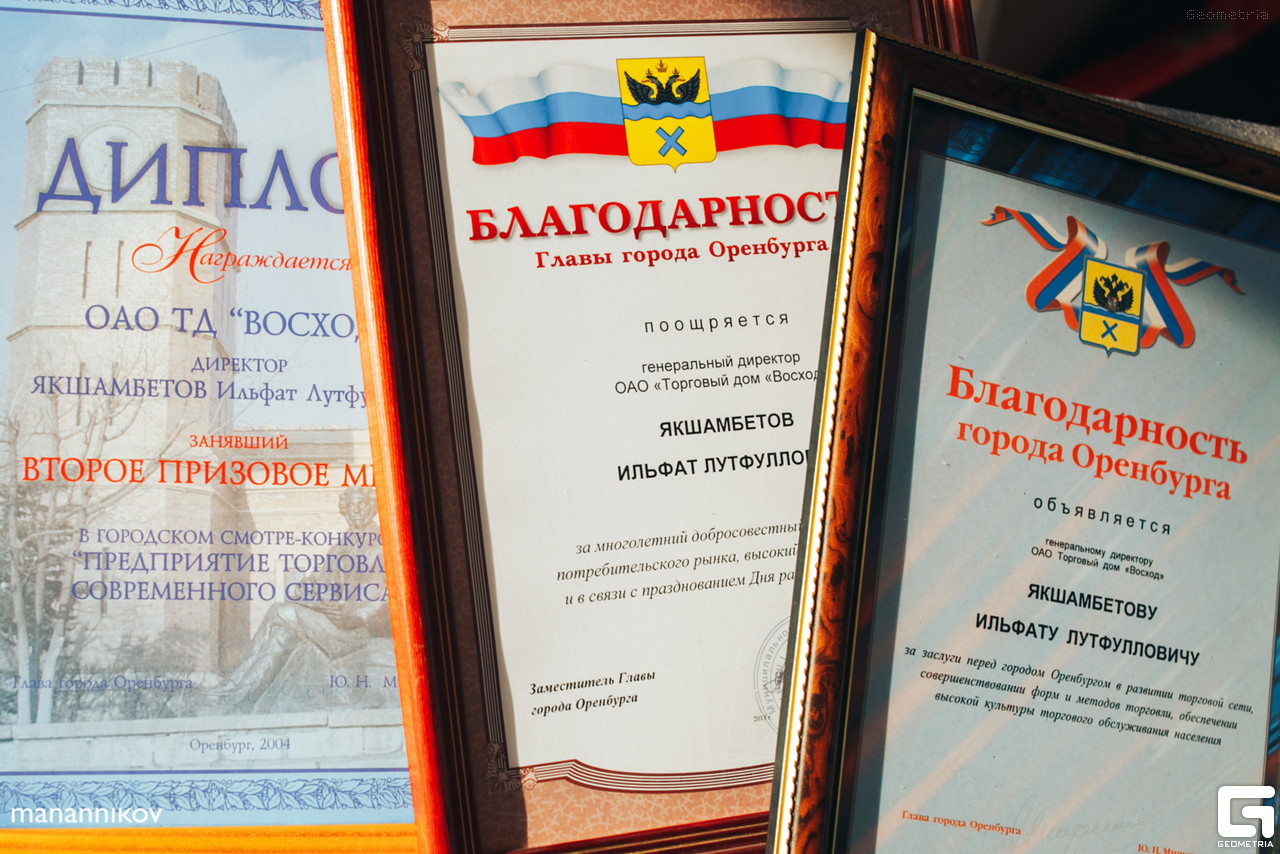 ДИПЛО
Награждается
ОАО ТД “ВОСХОД
ДИРЕКТОР
ЯКШАМБЕТОВ Ильфат Лутфу
ЗАНЯВШИЙ
ВТОРОЕ ПРИЗОВОЕ М
В ГОРОДСКОМ СМОТРЕ-КОНКУРС
“ПРЕДПРИЯТИЕ ТОРГОВЛ
СОВРЕМЕННОГО СЕРВИСА
Глава города Оренбурга Ю. Н. М
Оренбург, 2004
manannikov
БЛАГОДАРНОСТ
Главы города Оренбурга
поощряется
генеральный директор
ОАО «Торговый дом «Восход»
ЯКШАМБЕТОВ
ИЛЬФАТ ЛУТФУЛЛО
за многолетний добросовестный
потребительского рынка, высокий
и в связи с празднованием Дня ра
Заместитель Главы
города Оренбурга
Благодарность
города Оренбурга
объявляется
генеральному директору
ОАО Торговый дом «Восход»
ЯКШАМБЕТОВУ
ИЛЬФАТУ ЛУТФУЛЛОВИЧУ
за заслуги перед городом Оренбургом в развитии торговой сети,
совершенствовании форм и методов торговли, обеспечении
высокой культуры торгового обслуживания населения
Глава города Оренбурга
Ю. Н. Ми
Geometria
GEOMETRIA